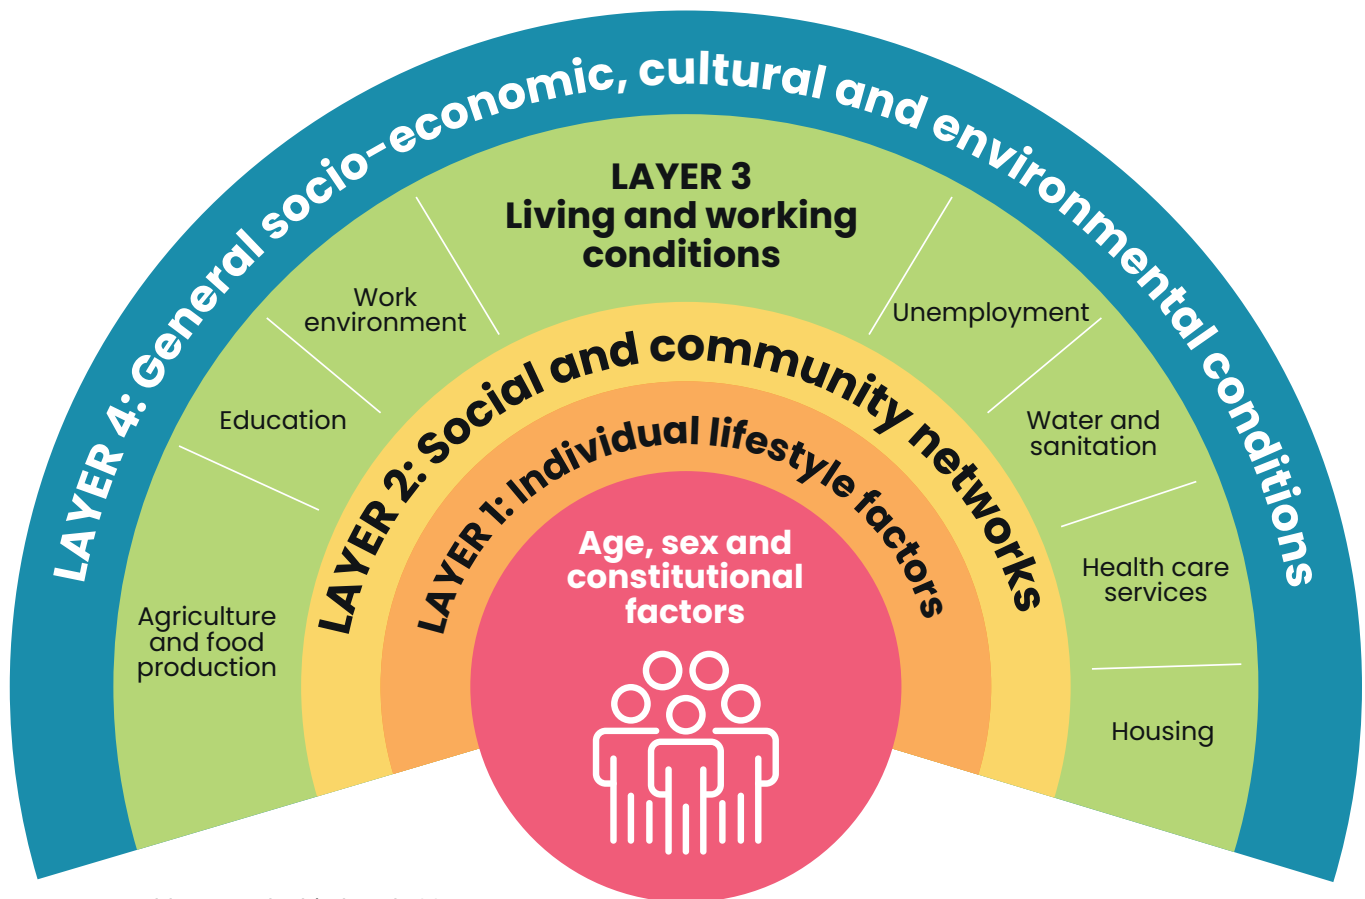 LAYER 4: General socio-economic, cultural and environmental conditions
LAYER 3
Living and working
conditions
Work
environment
Education
Agriculture
and food
production
Unemployment
Water and
sanitation
Health care
services
Housing
LAYER 2: Social and community networks
LAYER 1: Individual lifestyle factors
Age, sex and
constitutional
factors